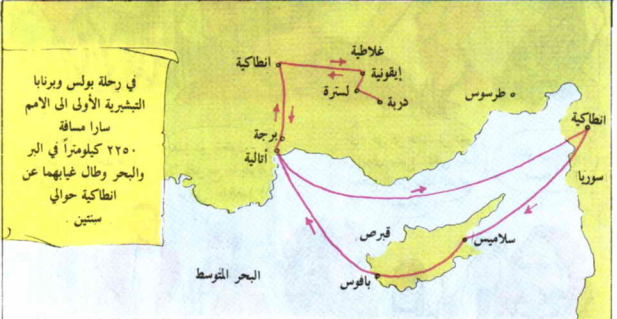 في رحلة بولس وبرنابا
التبشيرية الأولى الى الامم
سارا مسافة
٢٢٥٠ كيلومتراً في البر
والبحر وطال غيابهما عن
انطاكية حوالي
سنتين .
غلاطية
انطاكية
إيقونية
لسترة
دربة
طرسوس
انطاكية
برجة
أتالية
سوريا
قبرص
سلاميس
بافوس
البحر المتوسط